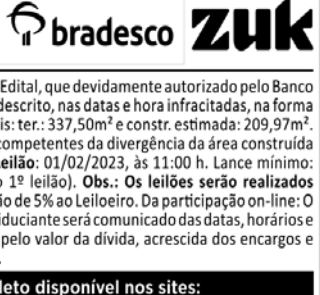 bradesco zuk
Edital, que devidamente autorizado pelo Banco
descrito, nas datas e hora infracitadas, na forma
is: ter.: 337,50m² e constr. estimada: 209,97m².
competentes da divergência da área construída
eilão: 01/02/2023, às 11:00 h. Lance mínimo:
o 1º leilão). Obs.: Os leilões serão realizados
ão de 5% ao Leiloeiro. Da participação on-line: O
iduciante será comunicado das datas, horários e
pelo valor da dívida, acrescida dos encargos e
leto disponível nos sites: